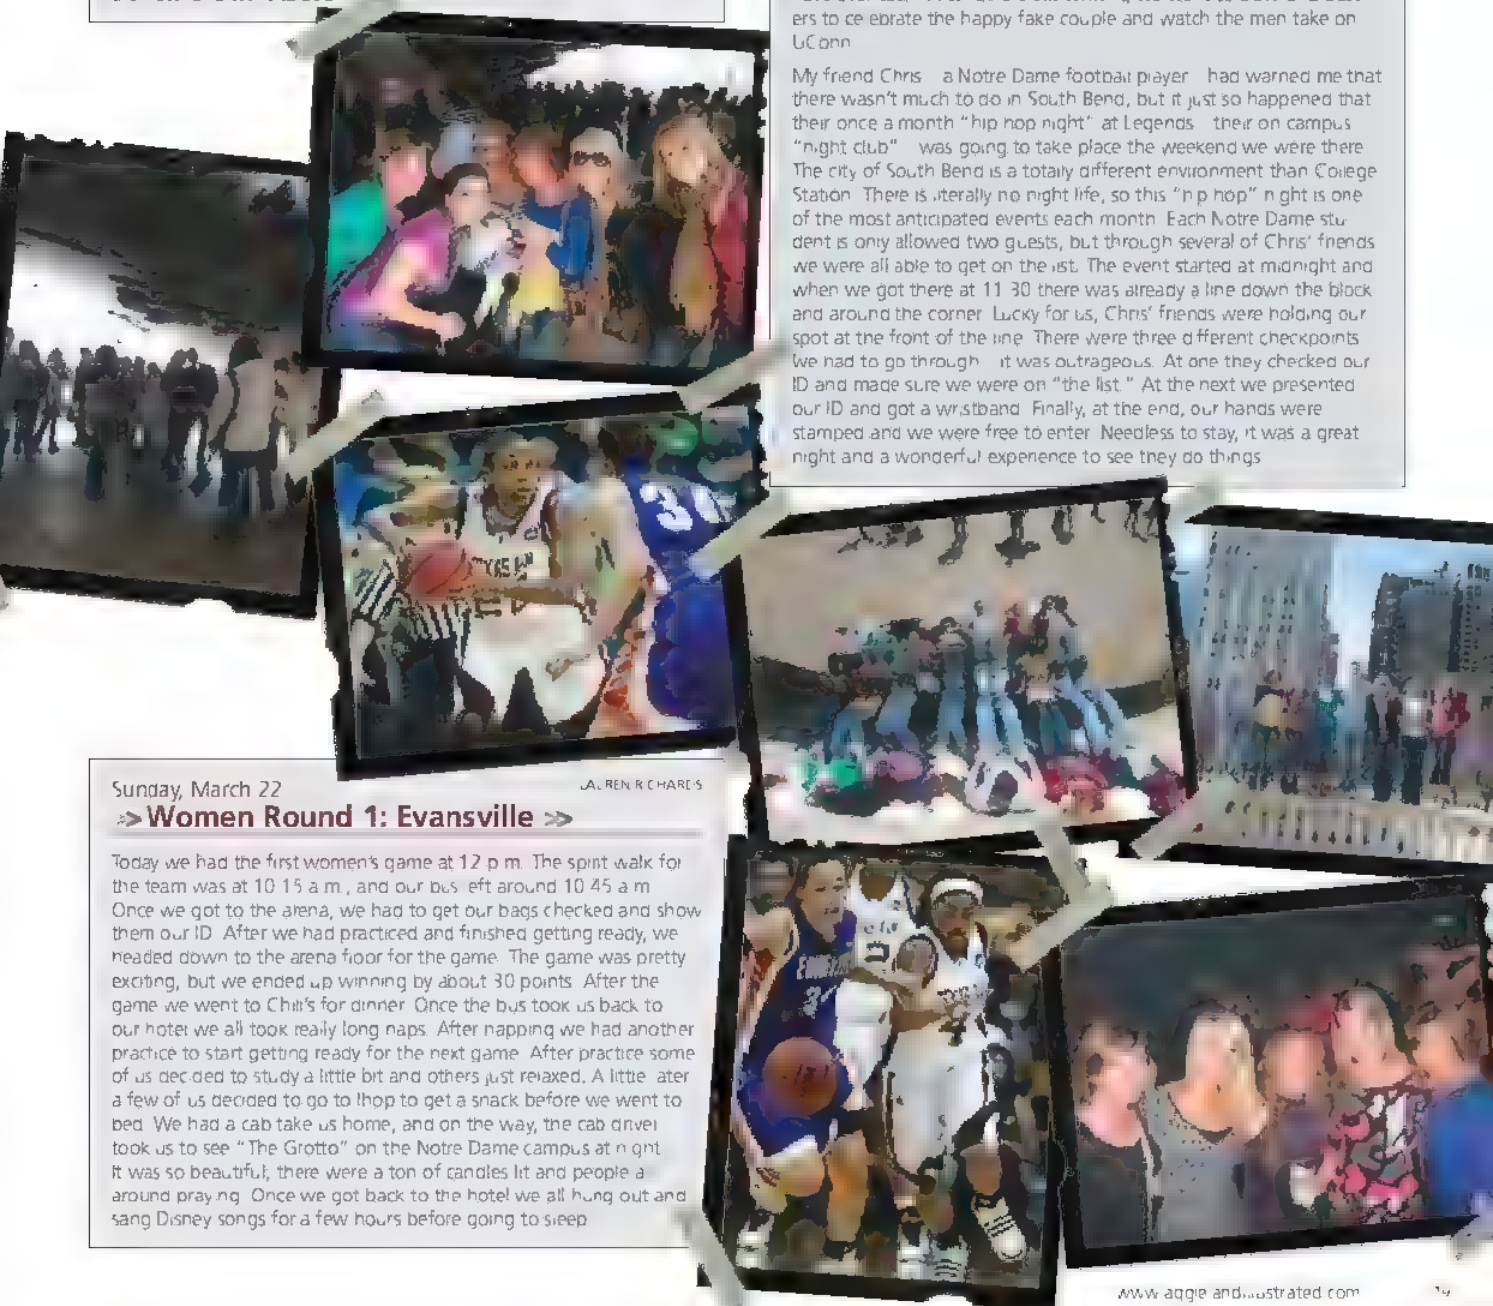 ers to ce ebrate the happy fake couple and watch the men take on
UConn
My friend Chris a Notre Dame football player had warned me that
there wasn't much to do in South Bend, but it just so happened that
their once a month "hip hop night" at Legends their on campus
"night club" was going to take place the weekend we were there
The city of South Bend is a totally different environment than College
Station There is literally no night life, so this "hip hop" night is one
of the most anticipated events each month Each Notre Dame stu
dent is only allowed two guests, but through several of Chris' friends
we were all able to get on the list. The event started at midnight and
when we got there at 11 30 there was already a line down the block
and around the corner Lucky for us, Chris' friends were holding our
spot at the front of the line There were three different checkpoints
we had to go through it was outrageous. At one they checked our
ID and made sure we were on "the list." At the next we presented
our ID and got a wristband Finally, at the end, our hands were
stamped and we were free to enter Needless to stay, it was a great
night and a wonderful experience to see they do things
Sunday, March 22
LAUREN RICHARDS
>>Women Round 1: Evansville >>
Today we had the first women's game at 12 p m. The spirit walk for
the team was at 10 15 a m, and our bus left around 10 45 a m
Once we got to the arena, we had to get our bags checked and show
them our ID After we had practiced and finished getting ready, we
headed down to the arena floor for the game The game was pretty
exciting, but we ended up winning by about 30 points After the
game we went to Chili's for dinner Once the bus took us back to
our hotel we all took really long naps. After napping we had another
practice to start getting ready for the next game After practice some
of us decided to study a little bit and others just relaxed. A little later
a few of us decided to go to Ihop to get a snack before we went to
bed We had a cab take us home, and on the way, the cab driver
took us to see "The Grotto" on the Notre Dame campus at night
It was so beautiful, there were a ton of candles lit and people a
around praying Once we got back to the hotel we all hung out and
sang Disney songs for a few hours before going to sleep
www aggielandillustrated com